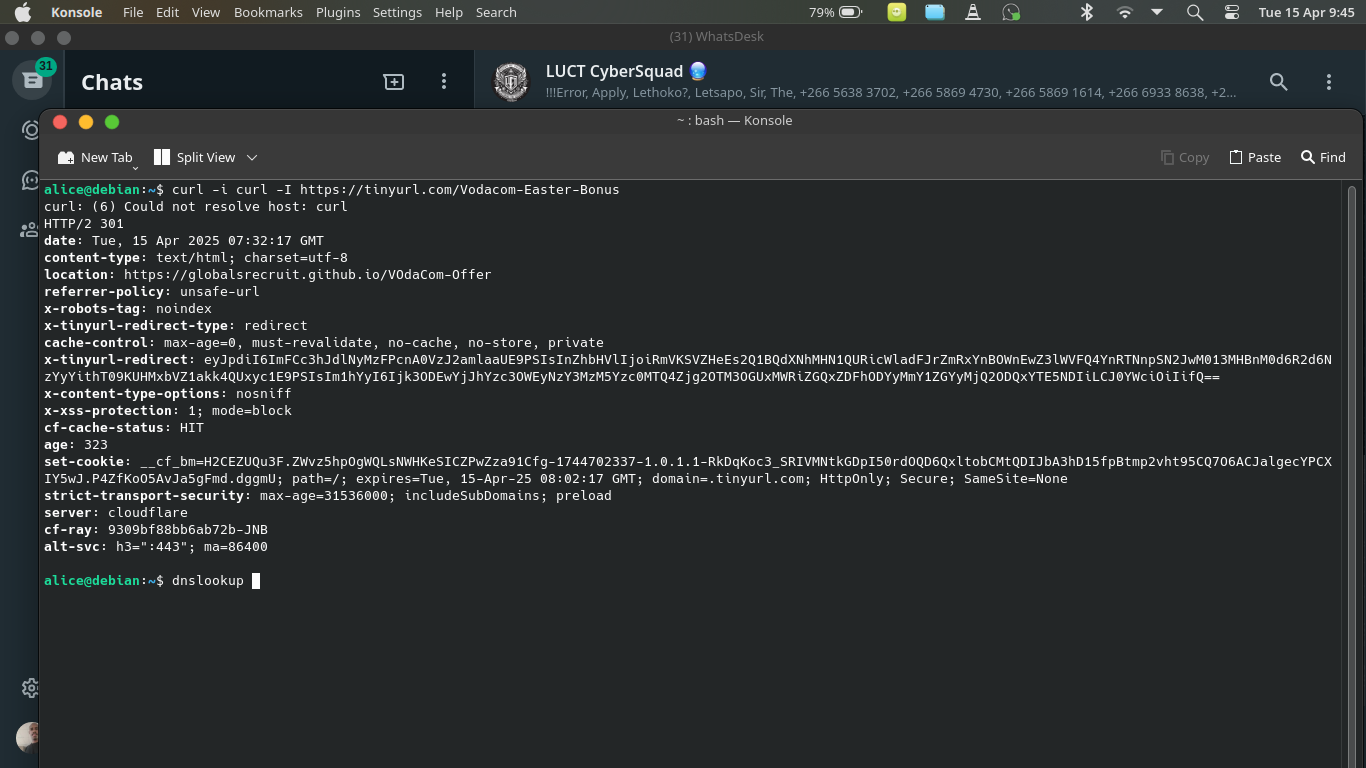 Konsole File Edit View Bookmarks Plugins Settings Help Search 79% Tue 15 Apr 9:45
(31) WhatsDesk
31
Chats
LUCT CyberSquad
!!!Error, Apply, Lethoko?, Letsapo, Sir, The, +266 5638 3702, +266 5869 4730, +266 5869 1614, +266 6933 8638, +2...
~ : bash — Konsole
New Tab Split View Copy Paste Find
alice@debian:~$ curl -i curl -I https://tinyurl.com/Vodacom-Easter-Bonus
curl: (6) Could not resolve host: curl
HTTP/2 301
date: Tue, 15 Apr 2025 07:32:17 GMT
content-type: text/html; charset=utf-8
location: https://globalsrecruit.github.io/VOdaCom-Offer
referrer-policy: unsafe-url
x-robots-tag: noindex
x-tinyurl-redirect-type: redirect
cache-control: max-age=0, must-revalidate, no-cache, no-store, private
x-tinyurl-redirect: eyJpdiI6ImFCc3hJdlNyMzFPcnA0VzJ2amlaaUE9PSIsInZhbHVlIjoiRmVKSVZHeEs2Q1BQdXNhMHN1QURicWladFJrZmRxYnBOWnEwZ3lWVFQ4YnRTNnpSN2JwM013MHBnM0d6R2d6N
zYyYithT09KUHMxbVZ1akk4QUxyc1E9PSIsIm1hYyI6Ijk3ODEwYjJhYzc3OWEyNzY3MzM5Yzc0MTQ4Zjg2OTM3OGUxMWRiZGQxZDFhODYyMmY1ZGYyMjQ2ODQxYTE5NDIiLCJ0YWciOiIifQ==
x-content-type-options: nosniff
x-xss-protection: 1; mode=block
cf-cache-status: HIT
age: 323
set-cookie: __cf_bm=H2CEZUQu3F.ZWvz5hpOgWQLsNWHKeSICZPwZza91Cfg-1744702337-1.0.1.1-RkDqKoc3_SRIVMNtkGDpI50rdOQD6QxltobCMtQDIJbA3hD15fpBtmp2vht95CQ7O6ACJalgecYPCX
IY5wJ.P4ZfKoO5AvJa5gFmd.dggmU; path=/; expires=Tue, 15-Apr-25 08:02:17 GMT; domain=.tinyurl.com; HttpOnly; Secure; SameSite=None
strict-transport-security: max-age=31536000; includeSubDomains; preload
server: cloudflare
cf-ray: 9309bf88bb6ab72b-JNB
alt-svc: h3=":443"; ma=86400
alice@debian:~$ dnslookup